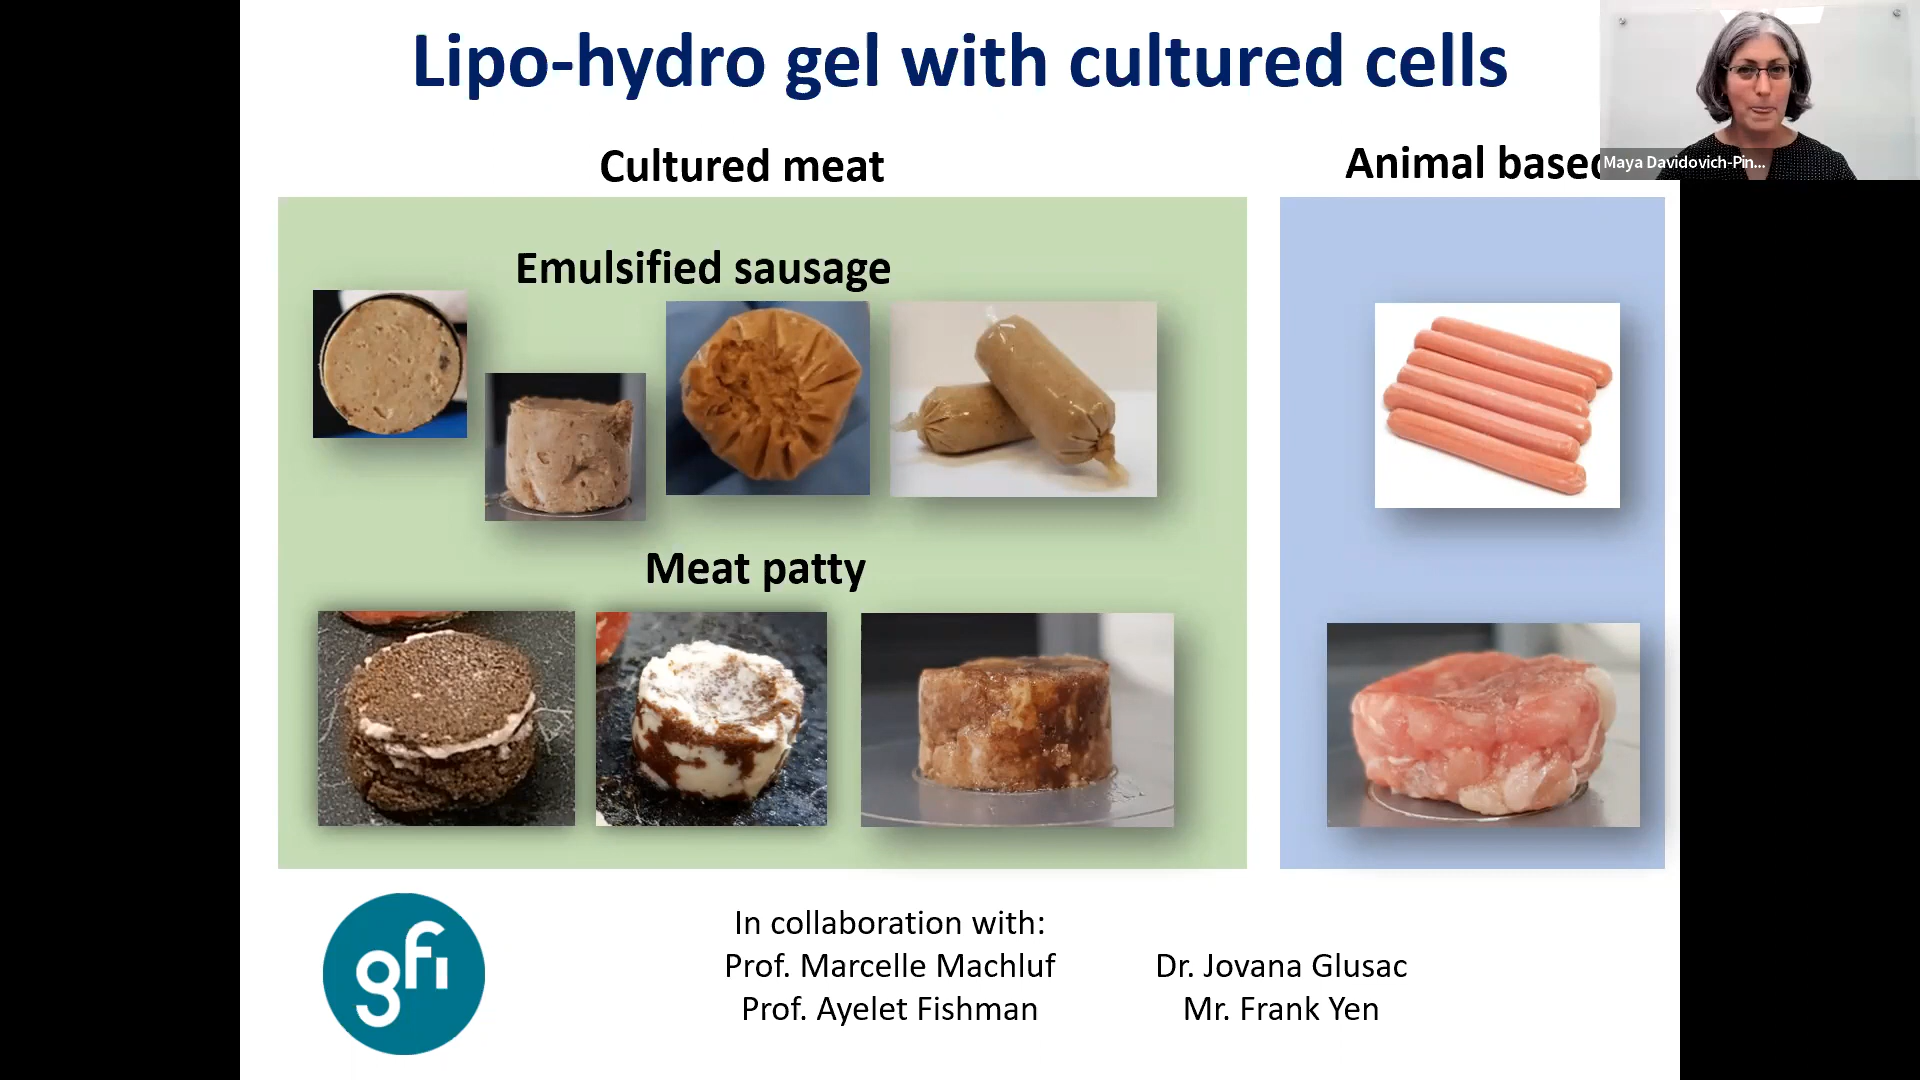 Lipo-hydro gel with cultured cells
Maya Davidovich-Pin...
Cultured meat
Animal based
Emulsified sausage
Meat patty
gfi
In collaboration with:
Prof. Marcelle Machluf
Prof. Ayelet Fishman
Dr. Jovana Glusac
Mr. Frank Yen